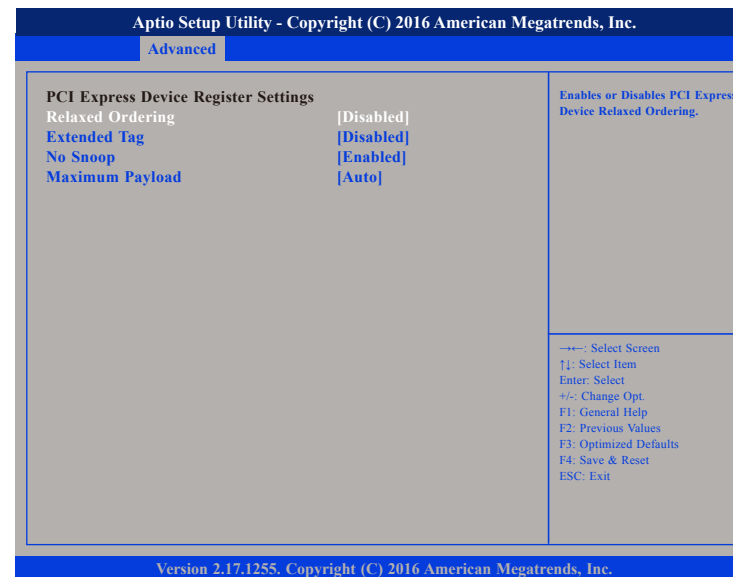 Aptio Setup Utility - Copyright (C) 2016 American Megatrends, Inc.
Advanced
PCI Express Device Register Settings
Relaxed Ordering [Disabled]
Extended Tag [Disabled]
No Snoop [Enabled]
Maximum Payload [Auto]
Enables or Disables PCI Express
Device Relaxed Ordering.
→←: Select Screen
↑↓: Select Item
Enter: Select
+/-: Change Opt.
F1: General Help
F2: Previous Values
F3: Optimized Defaults
F4: Save & Reset
ESC: Exit
Version 2.17.1255. Copyright (C) 2016 American Megatrends, Inc.